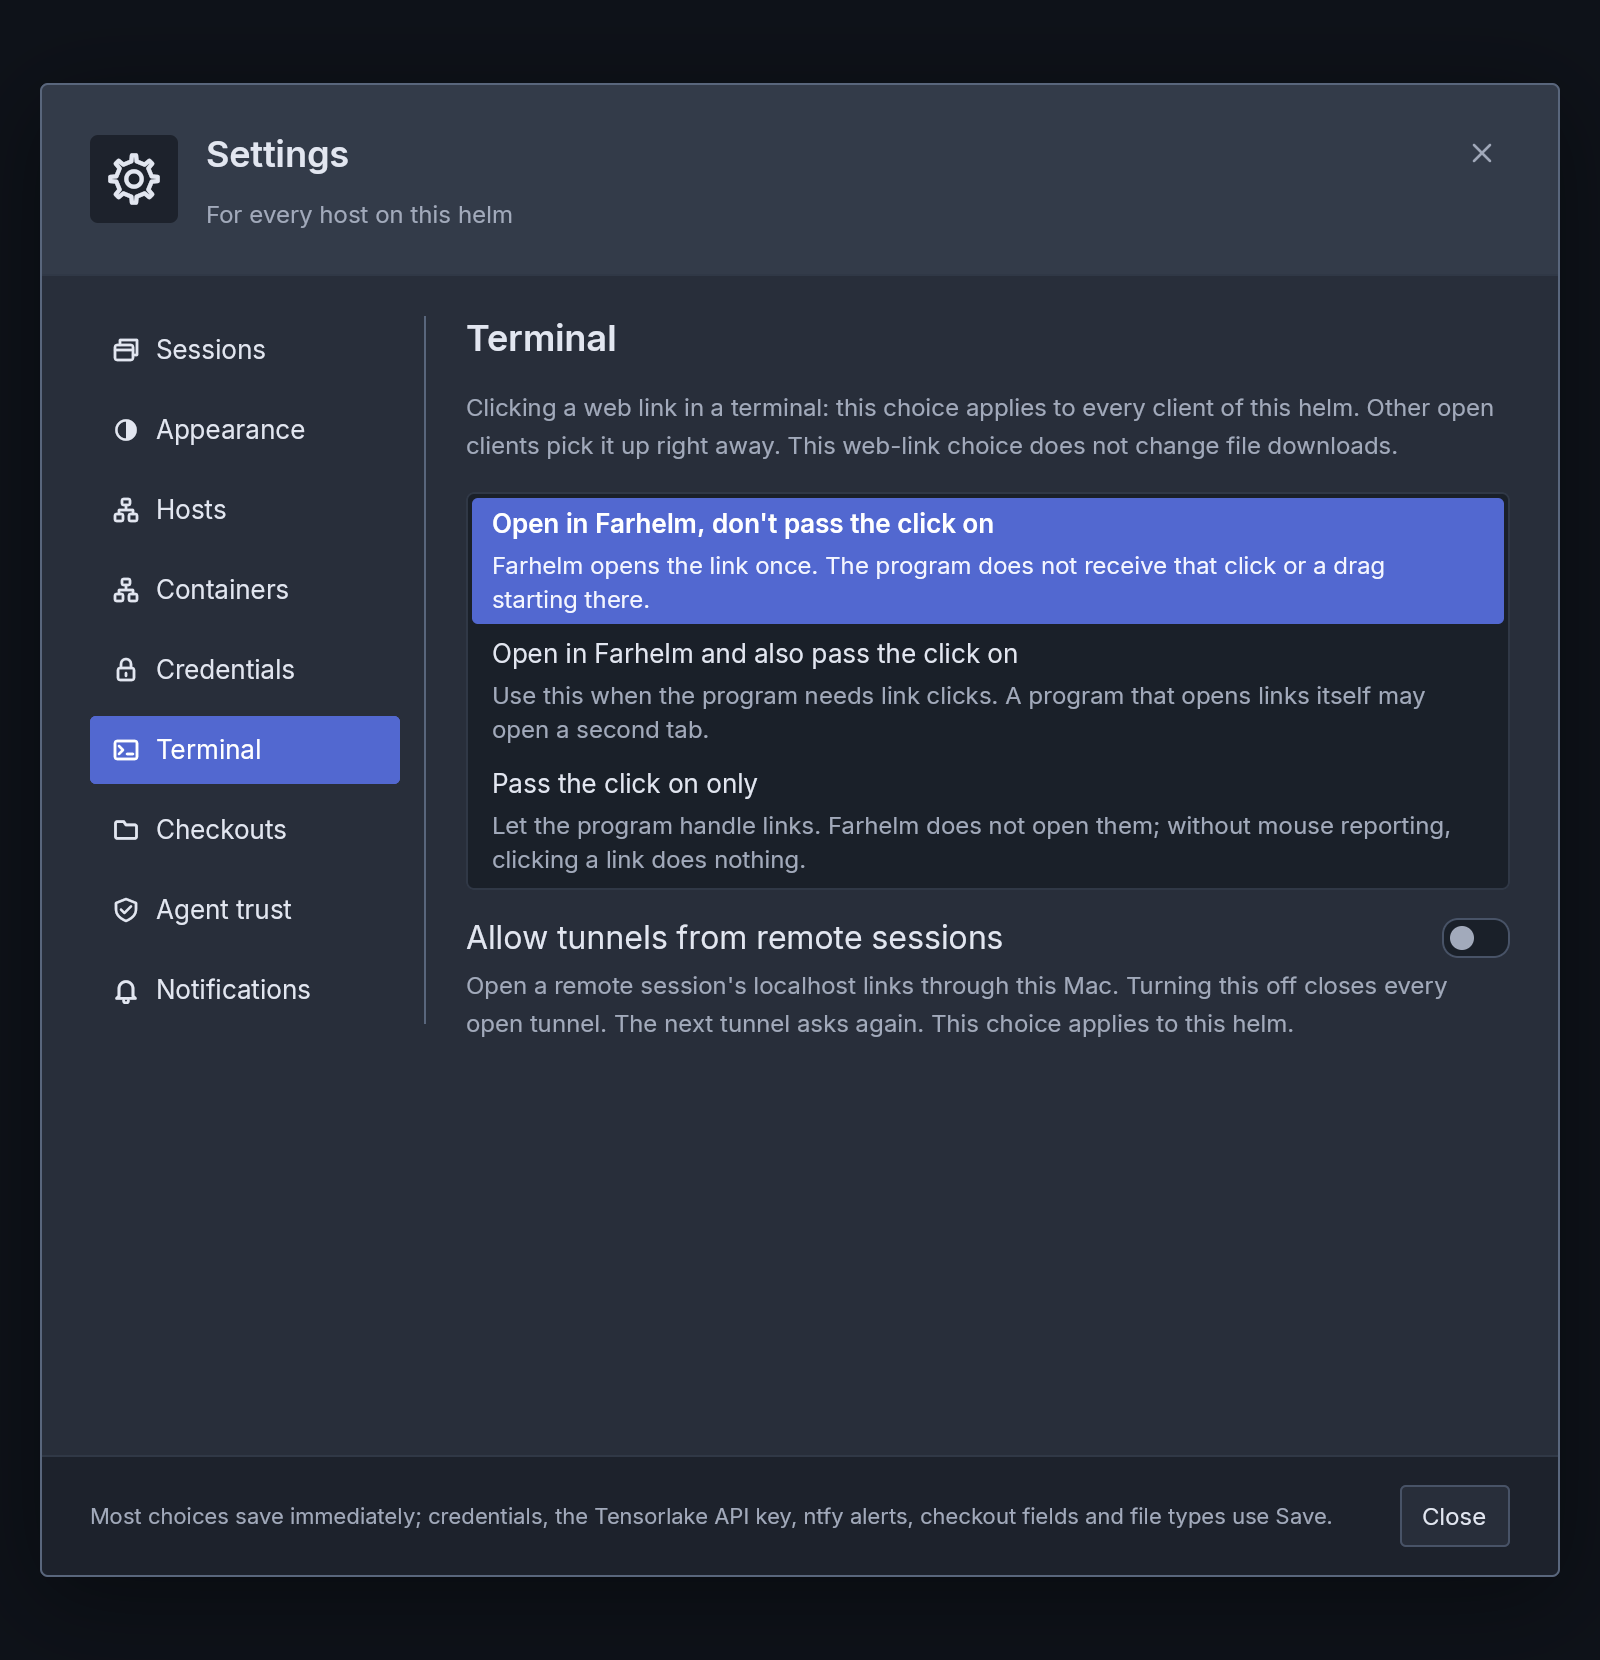 Settings
For every host on this helm
Sessions
Appearance
Hosts
Containers
Credentials
Terminal
Checkouts
Agent trust
Notifications
Terminal
Clicking a web link in a terminal: this choice applies to every client of this helm. Other open
clients pick it up right away. This web-link choice does not change file downloads.
Open in Farhelm, don't pass the click on
Farhelm opens the link once. The program does not receive that click or a drag
starting there.
Open in Farhelm and also pass the click on
Use this when the program needs link clicks. A program that opens links itself may
open a second tab.
Pass the click on only
Let the program handle links. Farhelm does not open them; without mouse reporting,
clicking a link does nothing.
Allow tunnels from remote sessions
Open a remote session's localhost links through this Mac. Turning this off closes every
open tunnel. The next tunnel asks again. This choice applies to this helm.
Most choices save immediately; credentials, the Tensorlake API key, ntfy alerts, checkout fields and file types use Save.
Close